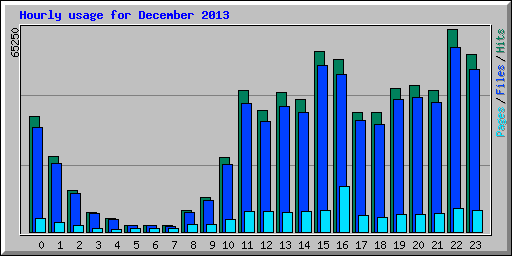 Hourly usage for December 2013
65250
Pages/Files/Hits
0 1 2 3 4 5 6 7 8 9 10 11 12 13 14 15 16 17 18 19 20 21 22 23